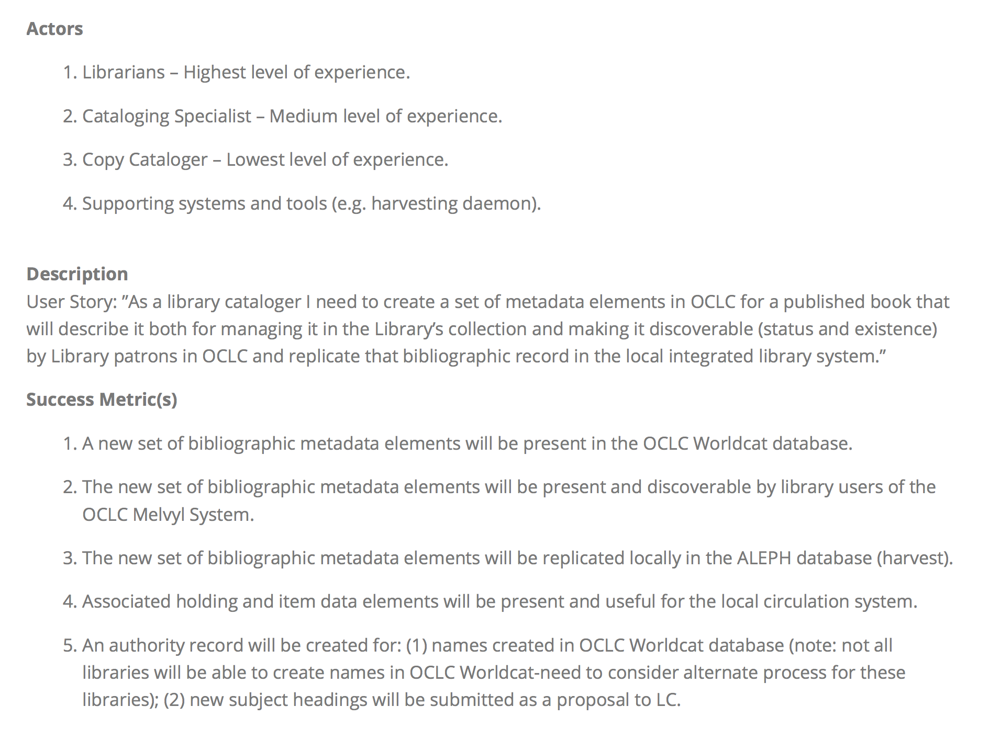 Actors
1. Librarians – Highest level of experience.
2. Cataloging Specialist – Medium level of experience.
3. Copy Cataloger – Lowest level of experience.
4. Supporting systems and tools (e.g. harvesting daemon).
Description
User Story: ”As a library cataloger I need to create a set of metadata elements in OCLC for a published book that
will describe it both for managing it in the Library’s collection and making it discoverable (status and existence)
by Library patrons in OCLC and replicate that bibliographic record in the local integrated library system.”
Success Metric(s)
1. A new set of bibliographic metadata elements will be present in the OCLC Worldcat database.
2. The new set of bibliographic metadata elements will be present and discoverable by library users of the
OCLC Melvyl System.
3. The new set of bibliographic metadata elements will be replicated locally in the ALEPH database (harvest).
4. Associated holding and item data elements will be present and useful for the local circulation system.
5. An authority record will be created for: (1) names created in OCLC Worldcat database (note: not all
libraries will be able to create names in OCLC Worldcat-need to consider alternate process for these
libraries); (2) new subject headings will be submitted as a proposal to LC.